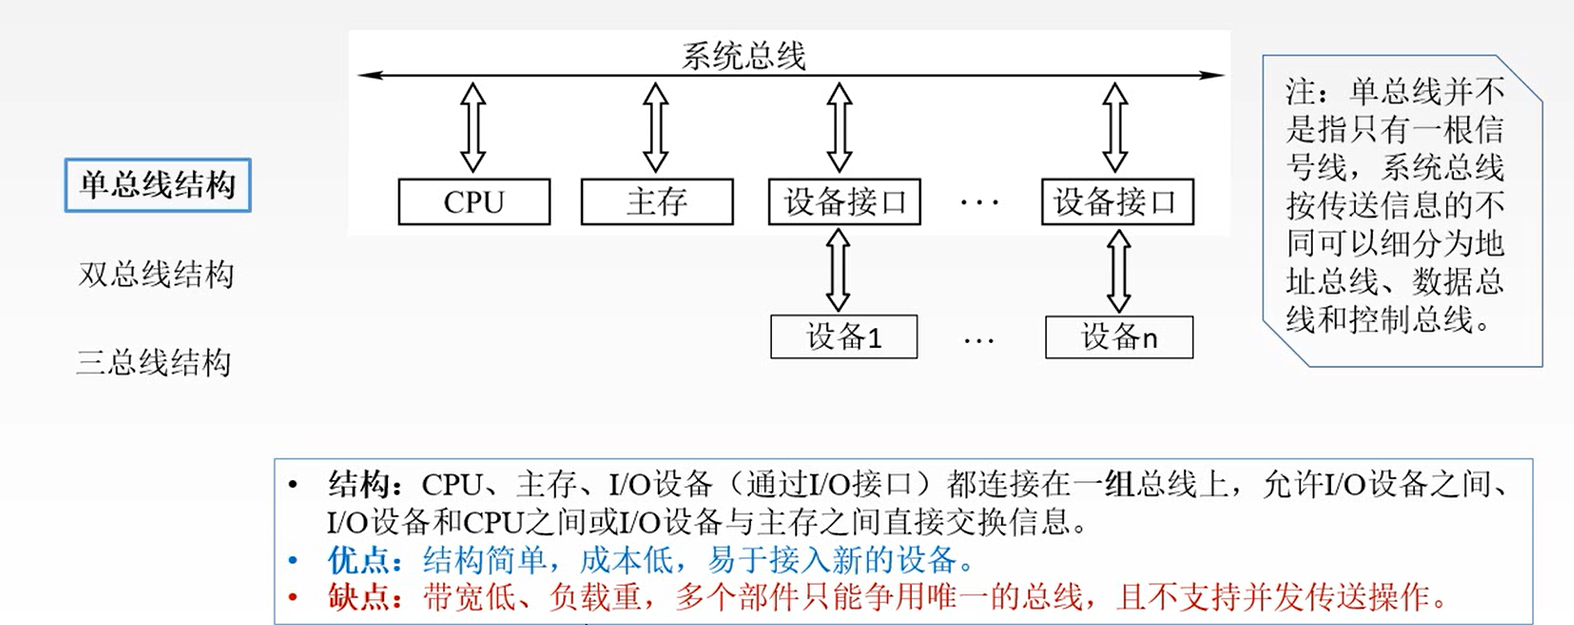 系统总线
CPU
主存
设备接口
···
设备接口
设备1
···
设备n
单总线结构
双总线结构
三总线结构
注：单总线并不
是指只有一根信
号线，系统总线
按传送信息的不
同可以细分为地
址总线、数据总
线和控制总线。
• 结构：CPU、主存、I/O设备（通过I/O接口）都连接在一组总线上，允许I/O设备之间、
I/O设备和CPU之间或I/O设备与主存之间直接交换信息。
• 优点：结构简单，成本低，易于接入新的设备。
• 缺点：带宽低、负载重，多个部件只能争用唯一的总线，且不支持并发传送操作。